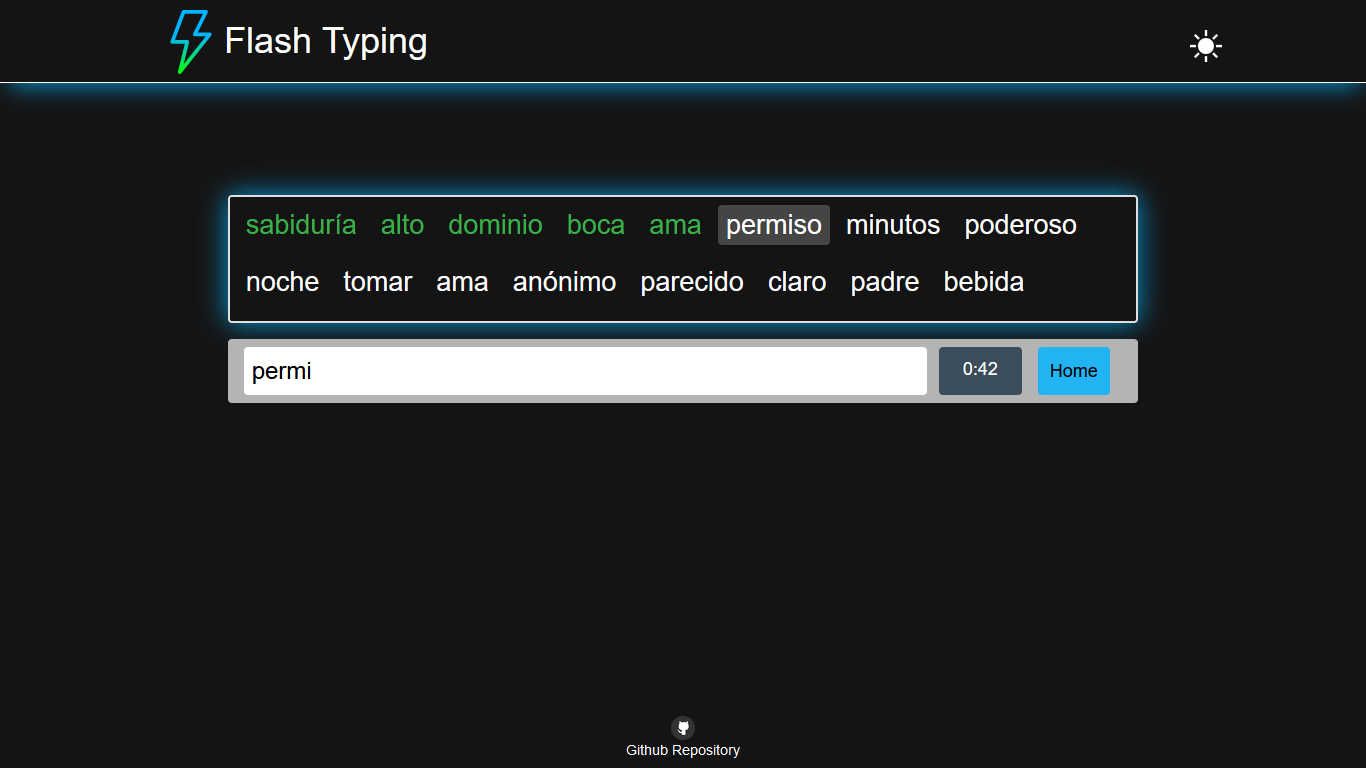 Flash Typing
sabiduría alto dominio boca ama permiso minutos poderoso
noche tomar ama anónimo parecido claro padre bebida
permi 0:42 Home
Github Repository